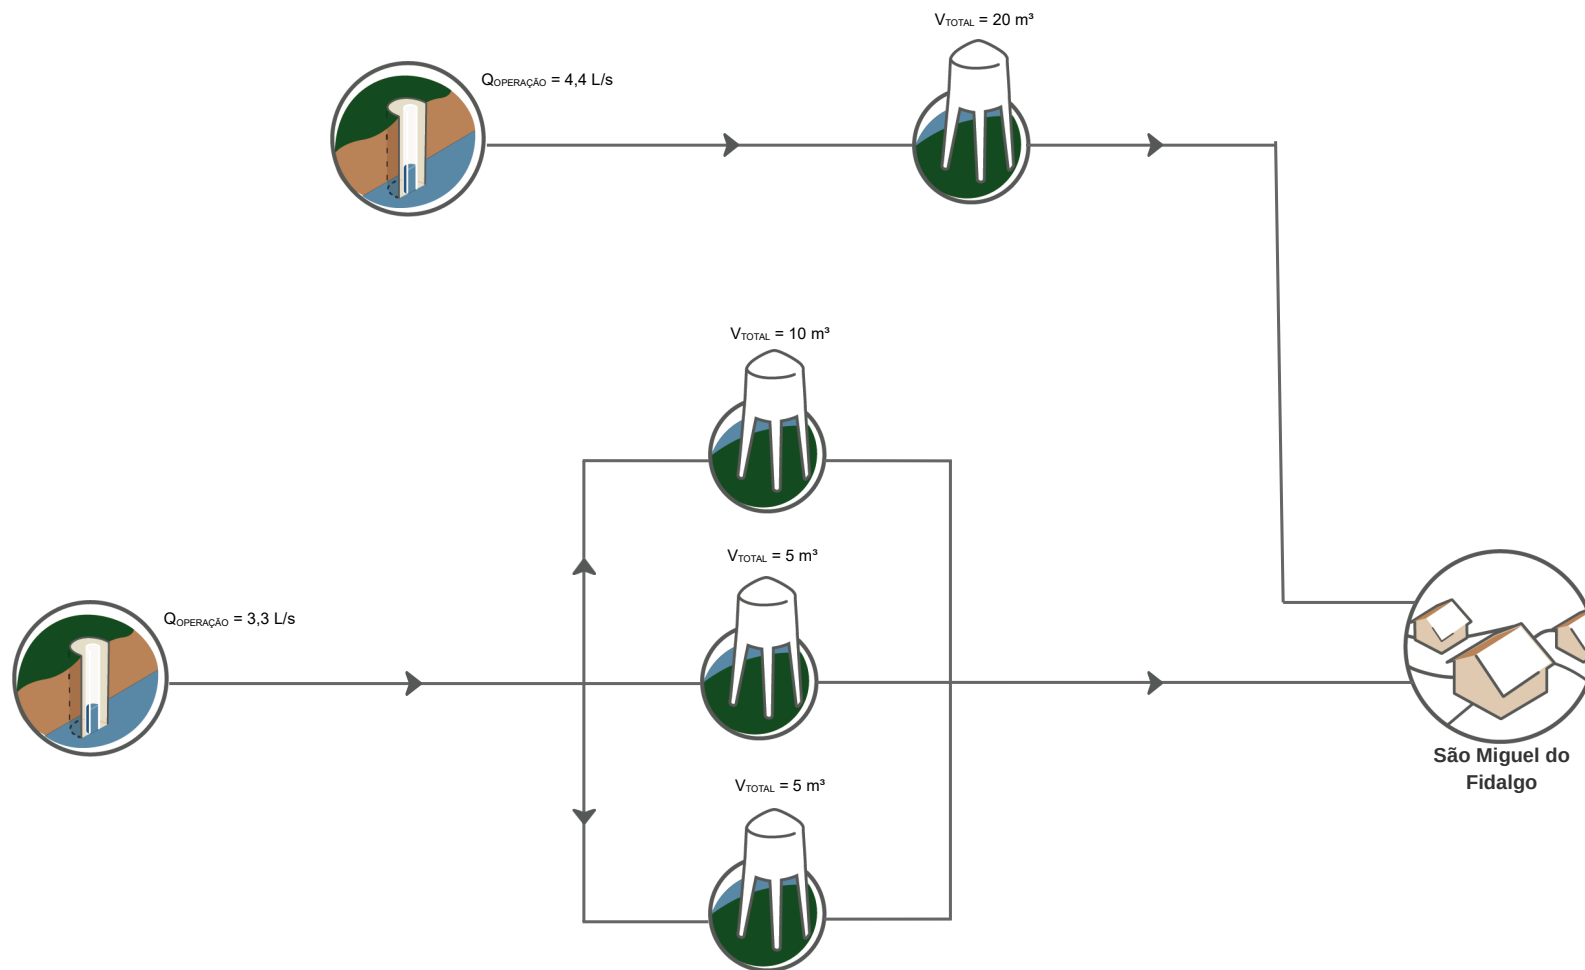 VTOTAL = 20 m³
QOPERAÇÃO = 4,4 L/s
VTOTAL = 10 m³
VTOTAL = 5 m³
QOPERAÇÃO = 3,3 L/s
VTOTAL = 5 m³
São Miguel do
Fidalgo